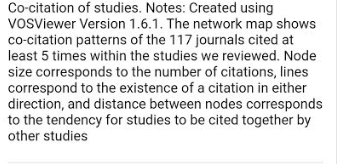 Co-citation of studies. Notes: Created using
VOSViewer Version 1.6.1. The network map shows
co-citation patterns of the 117 journals cited at
least 5 times within the studies we reviewed. Node
size corresponds to the number of citations, lines
correspond to the existence of a citation in either
direction, and distance between nodes corresponds
to the tendency for studies to be cited together by
other studies